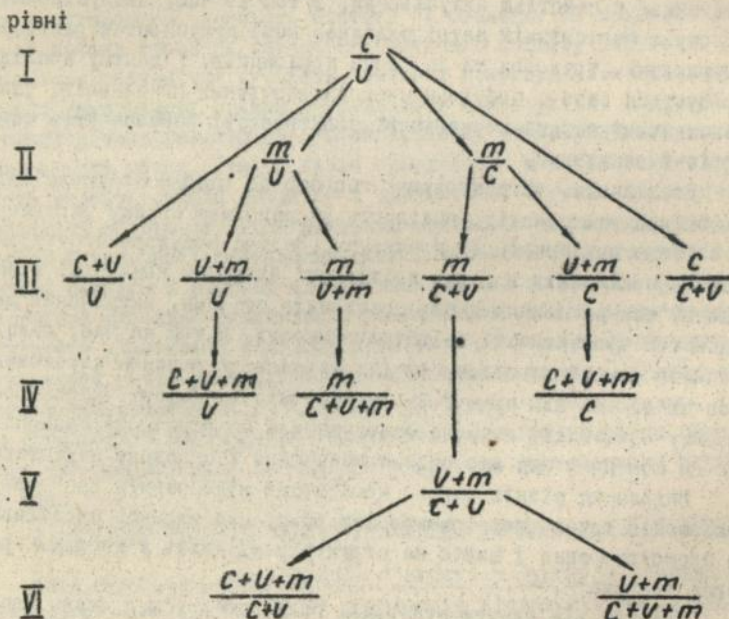 рівні
I c/v
II m/v m/c
III c+v/v v+m/v m/v+m m/c+v v+m/c c/c+v
IV c+v+m/v m/c+v+m c+v+m/c
V v+m/c+v
VI c+v+m/c+v v+m/c+v+m